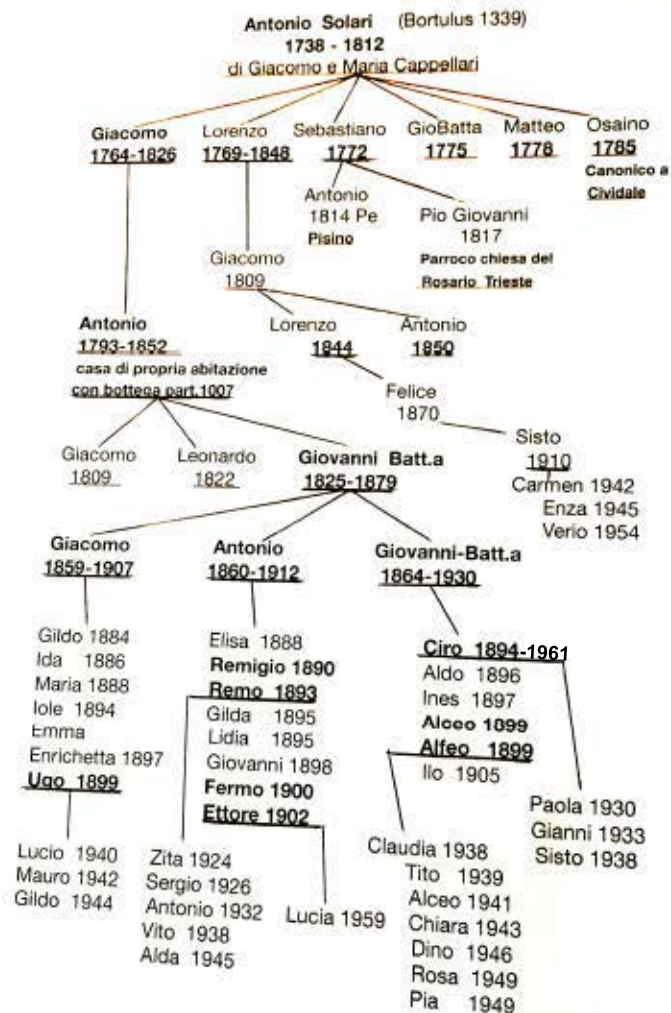 Antonio Solari (Bortulus 1339)
1738 - 1812
di Giacomo e Maria Cappellari
Giacomo
1764-1826
Lorenzo
1769-1848
Sebastiano
1772
GioBatta
1775
Matteo
1778
Osaino
1785
Canonico a
Cividale
Antonio
1814 Pe
Pisino
Pio Giovanni
1817
Parroco chiesa del
Rosario Trieste
Giacomo
1809
Lorenzo
1844
Antonio
1850
Felice
1870
Sisto
1910
Carmen 1942
Enza 1945
Verio 1954
Antonio
1793-1852
casa di propria abitazione
con bottega part.1007
Giacomo
1809
Leonardo
1822
Giovanni Batt.a
1825-1879
Giacomo
1859-1907
Antonio
1860-1912
Giovanni-Batt.a
1864-1930
Gildo 1884
Ida 1886
Maria 1888
Iole 1894
Emma
Enrichetta 1897
Ugo 1899
Lucio 1940
Mauro 1942
Gildo 1944
Elisa 1888
Remigio 1890
Remo 1893
Gilda 1895
Lidia 1895
Giovanni 1898
Fermo 1900
Ettore 1902
Zita 1924
Sergio 1926
Antonio 1932
Vito 1938
Alda 1945
Lucia 1959
Ciro 1894-1961
Aldo 1896
Ines 1897
Alceo 1899
Alfeo 1899
Ilo 1905
Claudia 1938
Tito 1939
Alceo 1941
Chiara 1943
Dino 1946
Rosa 1949
Pia 1949
Paola 1930
Gianni 1933
Sisto 1938